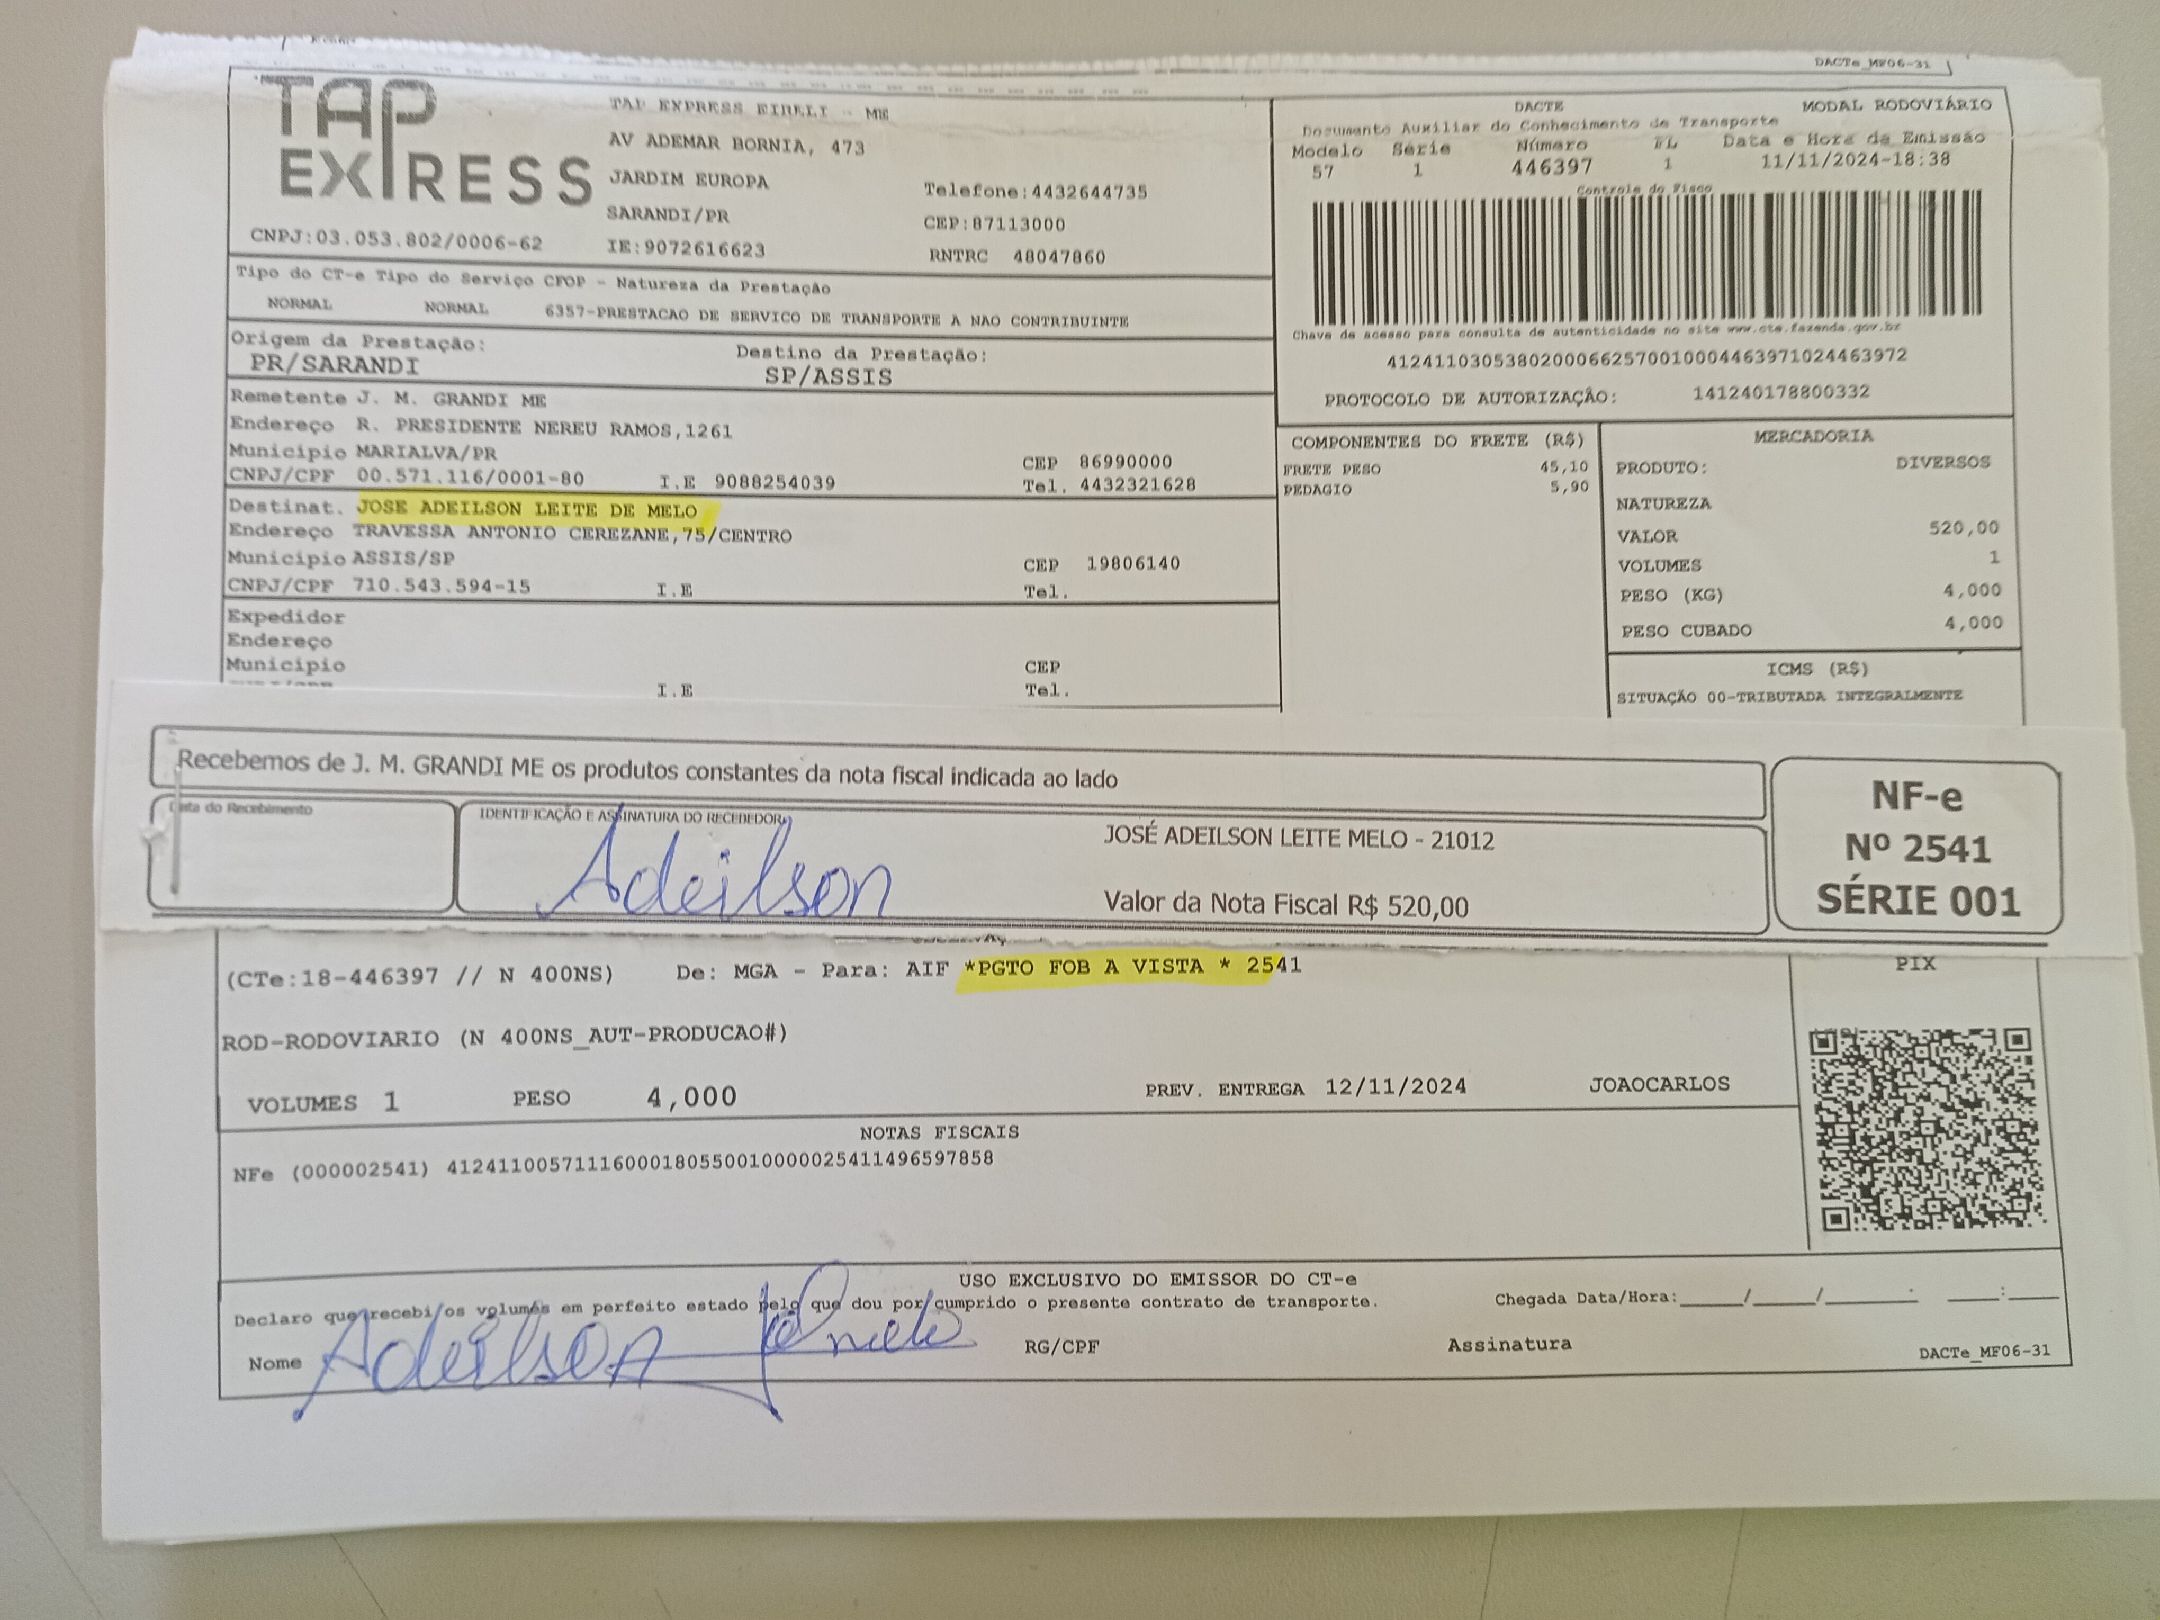 DACTe_MF06-31
TAP EXPRESS
TAP EXPRESS EIRELI - ME
AV ADEMAR BORNIA, 473
JARDIM EUROPA
Telefone:4432644735
SARANDI/PR
CEP:87113000
CNPJ:03.053.802/0006-62
IE:9072616623
RNTRC 48047860
DACTE
MODAL RODOVIÁRIO
Documento Auxiliar do Conhecimento de Transporte
Modelo Série Número FL Data e Hora da Emissão
57 1 446397 1 11/11/2024-18:38
Controle do Fisco
Chave de acesso para consulta de autenticidade no site www.cte.fazenda.gov.br
41241103053802000662570010004463971024463972
PROTOCOLO DE AUTORIZAÇÂO: 141240178800332
Tipo do CT-e Tipo do Serviço CFOP - Natureza da Prestação
NORMAL NORMAL 6357-PRESTACAO DE SERVICO DE TRANSPORTE A NAO CONTRIBUINTE
Origem da Prestação: Destino da Prestação:
PR/SARANDI SP/ASSIS
Remetente J. M. GRANDI ME
Endereço R. PRESIDENTE NEREU RAMOS,1261
Município MARIALVA/PR CEP 86990000
CNPJ/CPF 00.571.116/0001-80 I.E 9088254039 Tel. 4432321628
Destinat. JOSE ADEILSON LEITE DE MELO
Endereço TRAVESSA ANTONIO CEREZANE,75/CENTRO
Município ASSIS/SP CEP 19806140
CNPJ/CPF 710.543.594-15 I.E Tel.
Expedidor
Endereço
Município CEP
I.E Tel.
COMPONENTES DO FRETE (R$)
FRETE PESO 45,10
PEDAGIO 5,90
MERCADORIA
PRODUTO: DIVERSOS
NATUREZA
VALOR 520,00
VOLUMES 1
PESO (KG) 4,000
PESO CUBADO 4,000
ICMS (R$)
SITUAÇÃO 00-TRIBUTADA INTEGRALMENTE
Recebemos de J. M. GRANDI ME os produtos constantes da nota fiscal indicada ao lado
Data do Recebimento
IDENTIFICAÇÃO E ASSINATURA DO RECEBEDOR
Adeilson
JOSÉ ADEILSON LEITE MELO - 21012
Valor da Nota Fiscal R$ 520,00
NF-e
Nº 2541
SÉRIE 001
(CTe:18-446397 // N 400NS) De: MGA - Para: AIF *PGTO FOB A VISTA * 2541
PIX
ROD-RODOVIARIO (N 400NS_AUT-PRODUCAO#)
VOLUMES 1 PESO 4,000 PREV. ENTREGA 12/11/2024 JOAOCARLOS
NOTAS FISCAIS
NFe (000002541) 41241100571116000180550010000025411496597858
USO EXCLUSIVO DO EMISSOR DO CT-e
Declaro que recebi os volumes em perfeito estado pelo que dou por cumprido o presente contrato de transporte.
Chegada Data/Hora:____/____/______ ___:___
Nome Adeilson
RG/CPF
Assinatura
DACTe_MF06-31